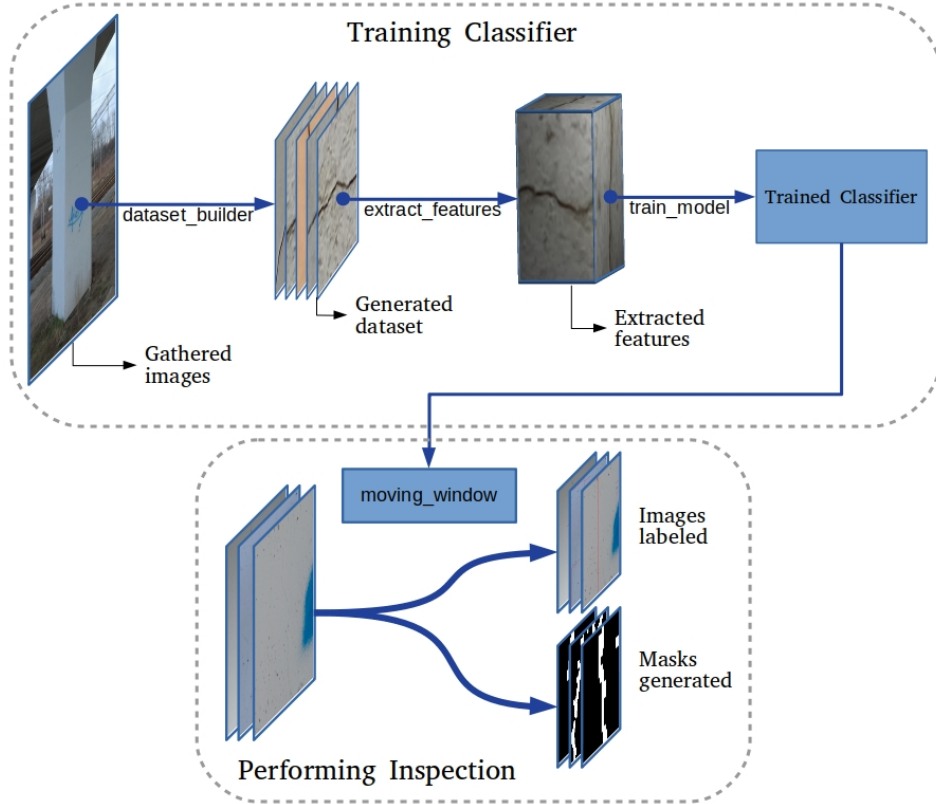 Training Classifier
dataset_builder
extract_features
train_model
Trained Classifier
Generated
dataset
Extracted
features
Gathered
images
moving_window
Images
labeled
Masks
generated
Performing Inspection